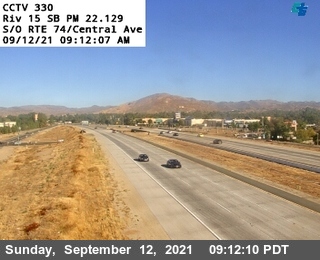 CCTV 330
Riv 15 SB PM 22.129
S/O RTE 74/Central Ave
09/12/21 09:12:07 AM
Sunday, September 12, 2021 09:12:10 PDT